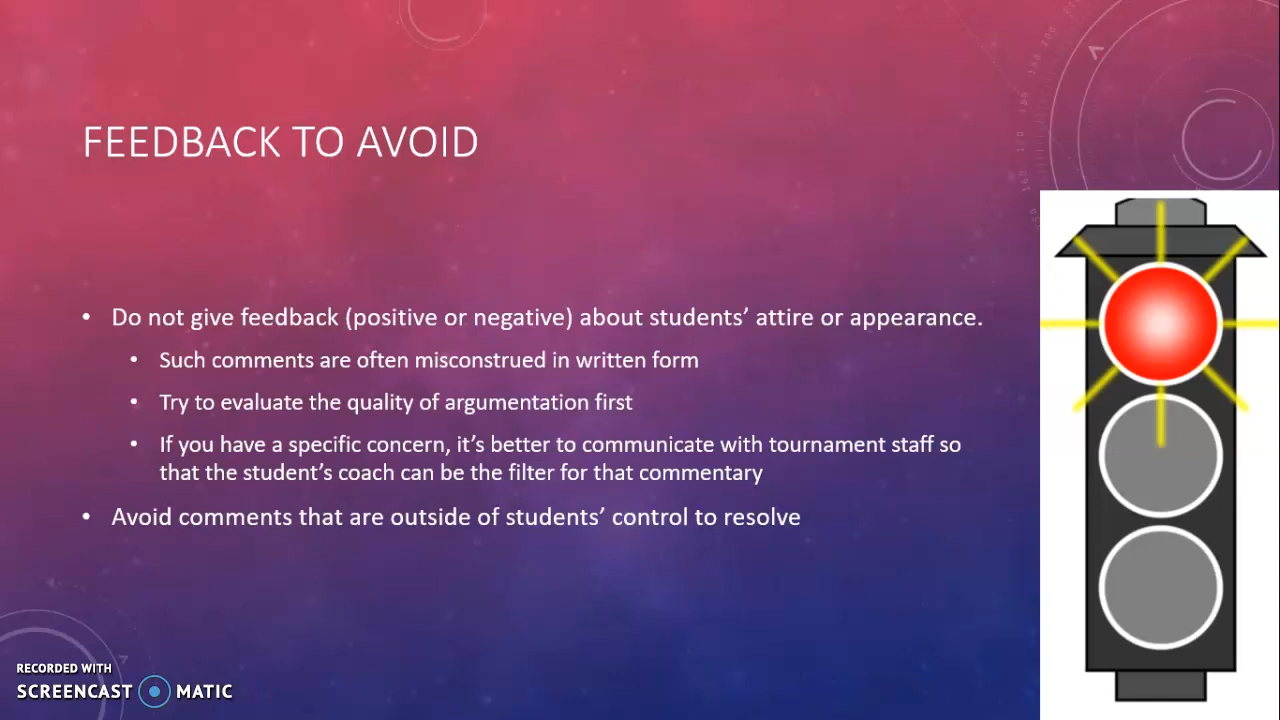 FEEDBACK TO AVOID
• Do not give feedback (positive or negative) about students’ attire or appearance.
• Such comments are often misconstrued in written form
• Try to evaluate the quality of argumentation first
• If you have a specific concern, it’s better to communicate with tournament staff so
that the student’s coach can be the filter for that commentary
• Avoid comments that are outside of students’ control to resolve
RECORDED WITH
SCREENCAST MATIC